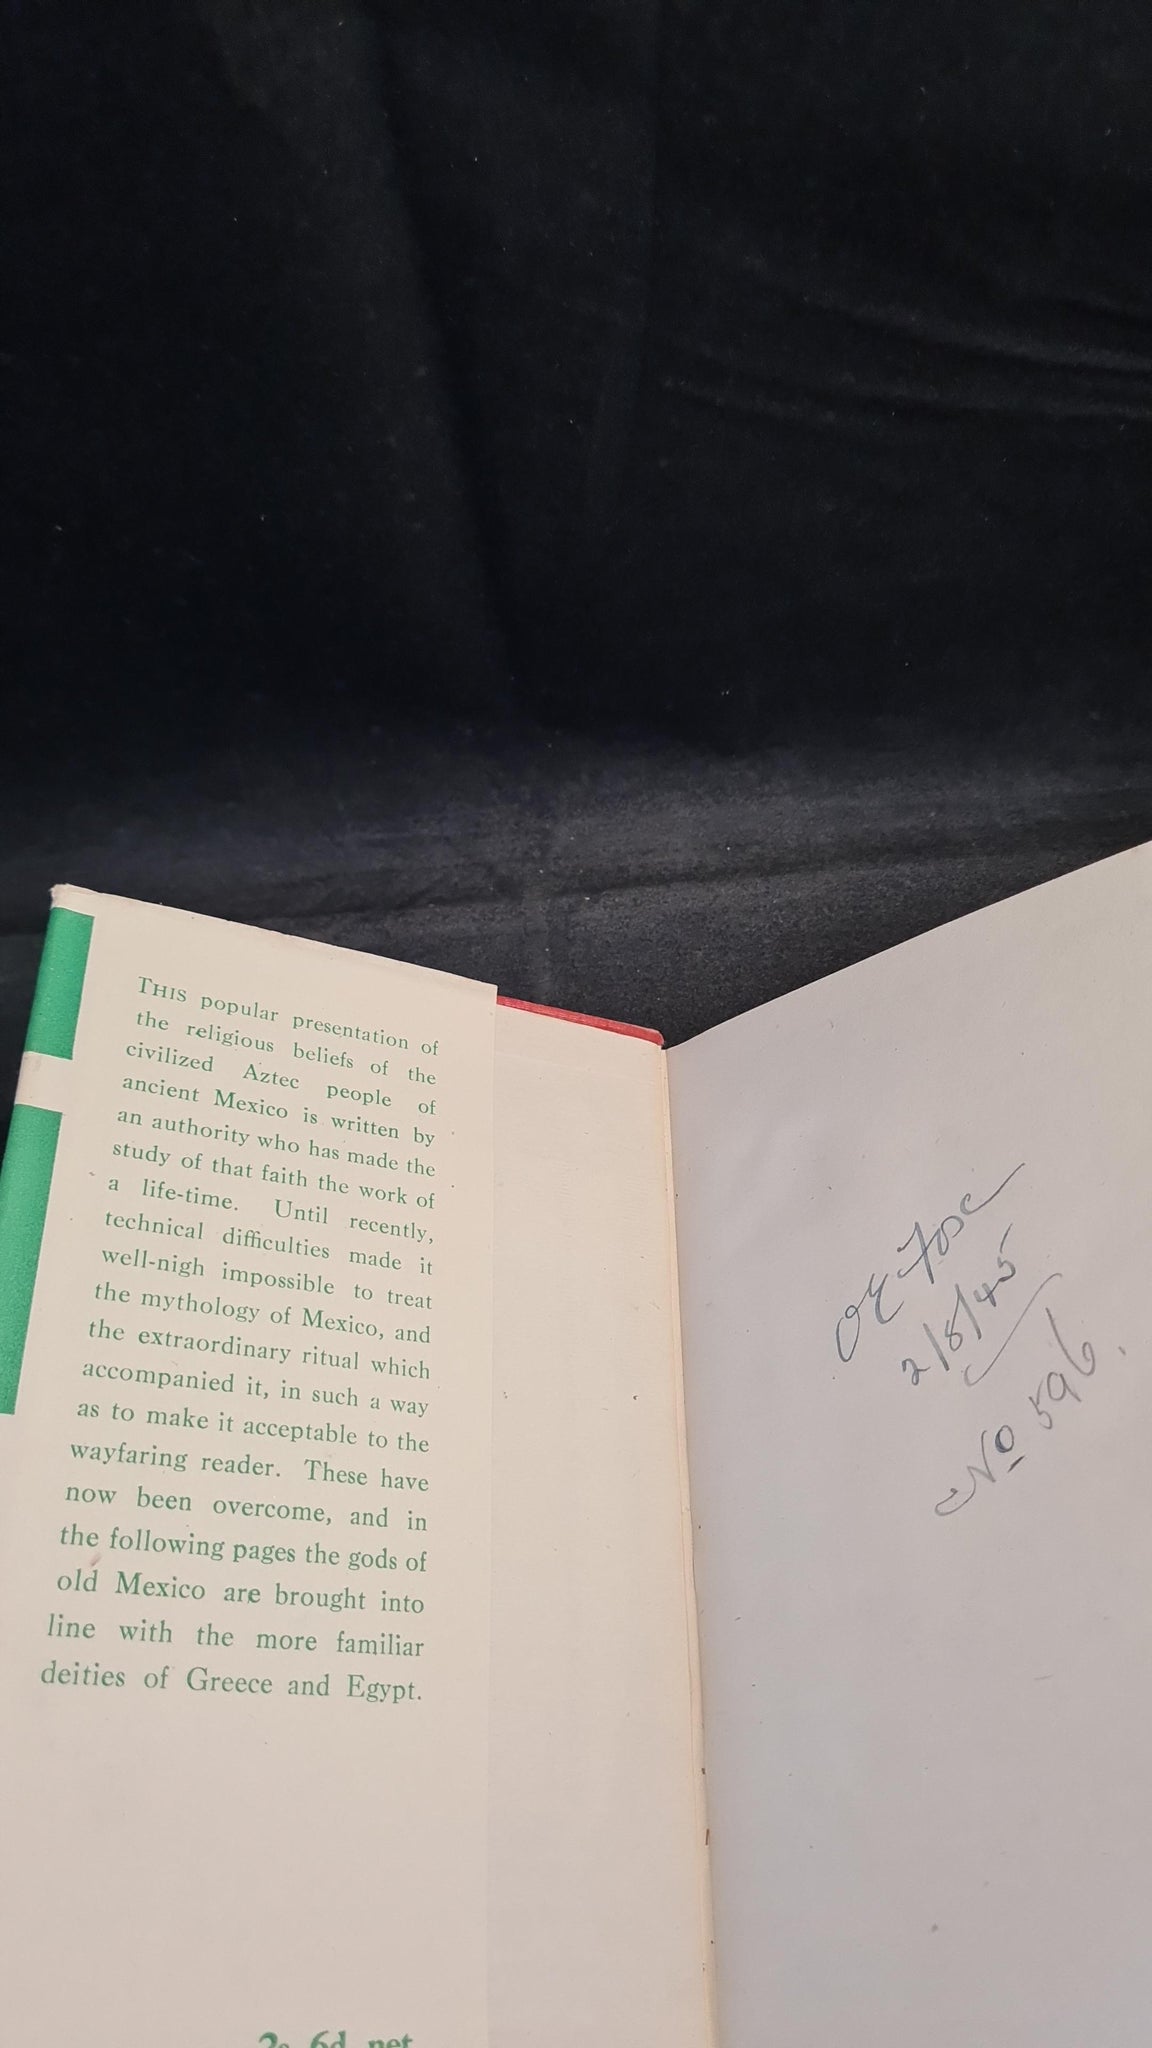 THIS popular presentation of
the religious beliefs of the
civilized Aztec people of
ancient Mexico is written by
an authority who has made the
study of that faith the work of
a life-time. Until recently,
technical difficulties made it
well-nigh impossible to treat
the mythology of Mexico, and
the extraordinary ritual which
accompanied it, in such a way
as to make it acceptable to the
wayfaring reader. These have
now been overcome, and in
the following pages the gods of
old Mexico are brought into
line with the more familiar
deities of Greece and Egypt.
6d. net
2/8/45
No 596.